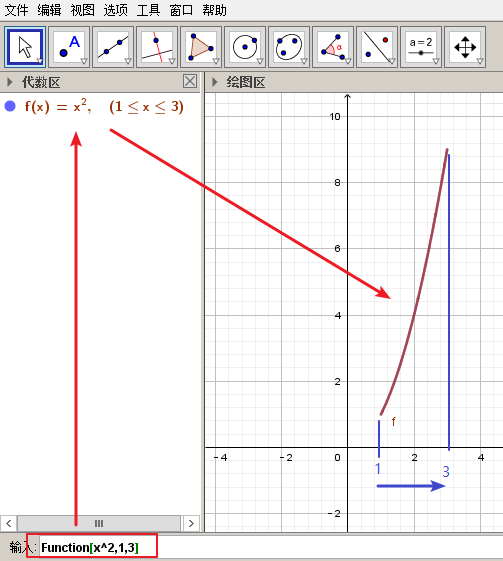 文件 编辑 视图 选项 工具 窗口 帮助
A
α
a = 2
代数区
绘图区
f(x) = x², (1 ≤ x ≤ 3)
10
8
6
4
2
f
-4
-2
0
2
4
1
3
-2
输入: Function[x^2,1,3]